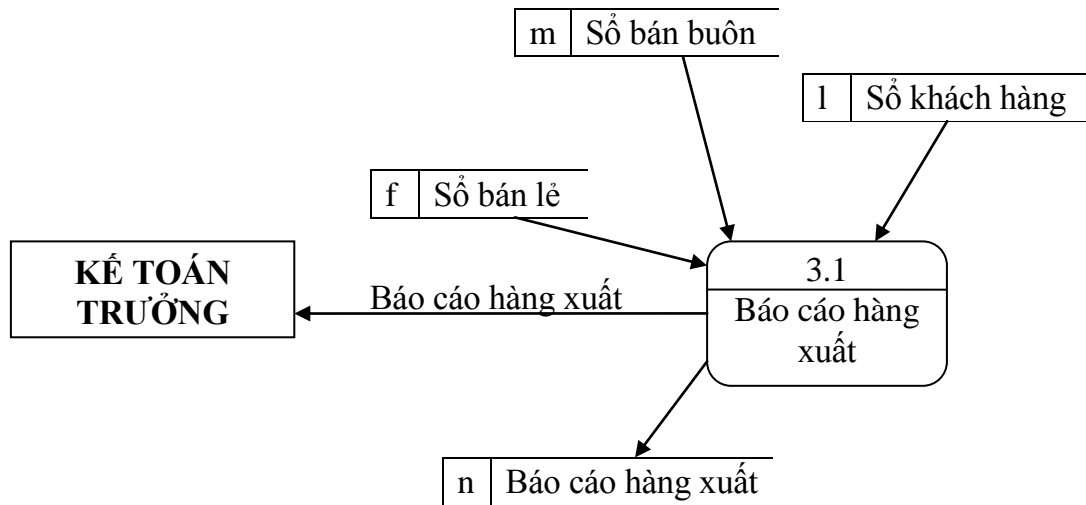 m Sổ bán buôn
l Sổ khách hàng
f Sổ bán lẻ
KẾ TOÁN
TRƯỞNG
Báo cáo hàng xuất
3.1
Báo cáo hàng
xuất
n Báo cáo hàng xuất